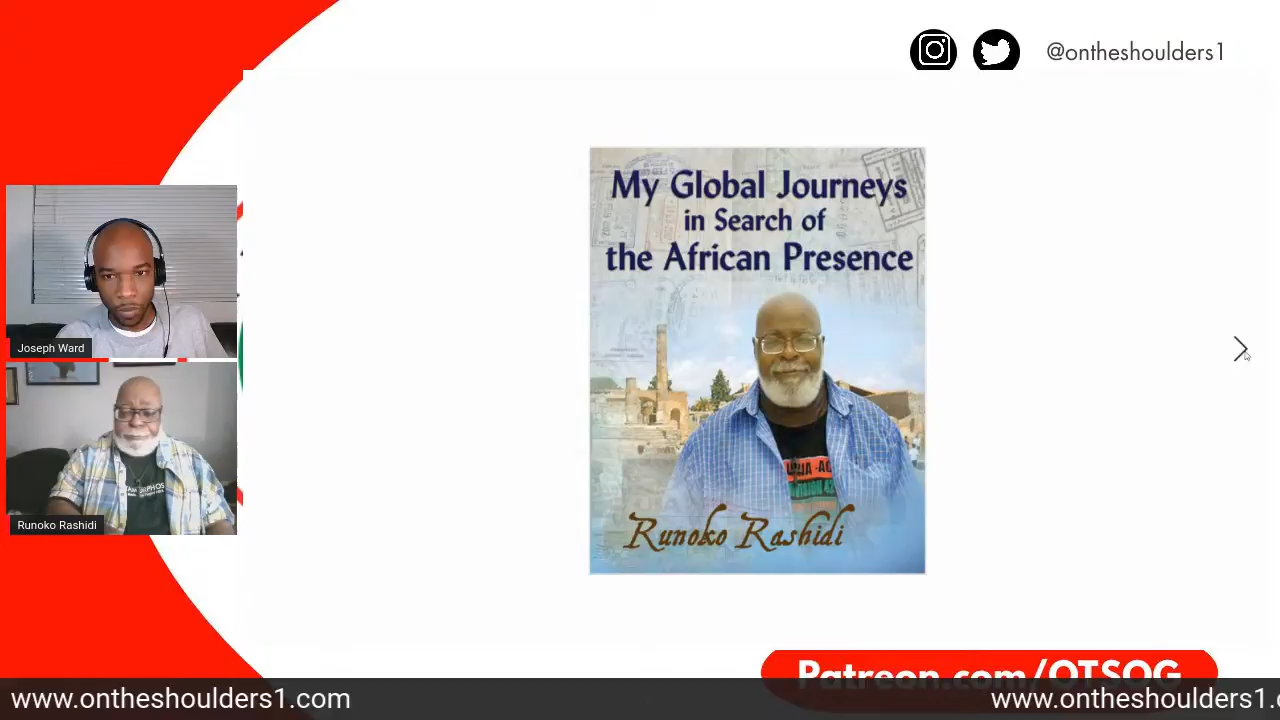 @ontheshoulders1
My Global Journeys
in Search of
the African Presence
Runoko Rashidi
Joseph Ward
Runoko Rashidi
Patreon.com/OTSOG
www.ontheshoulders1.com
www.ontheshoulders1.c